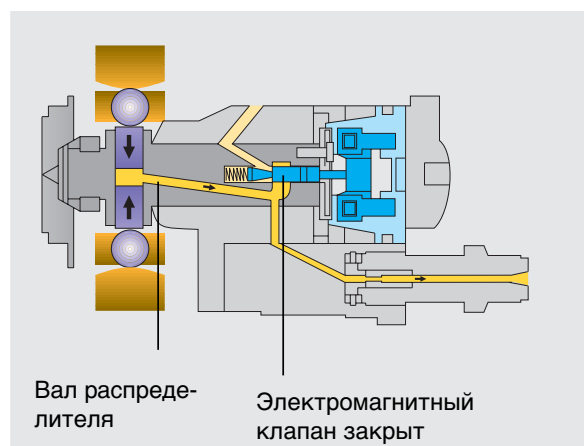 Вал распреде-
лителя
Электромагнитный
клапан закрыт